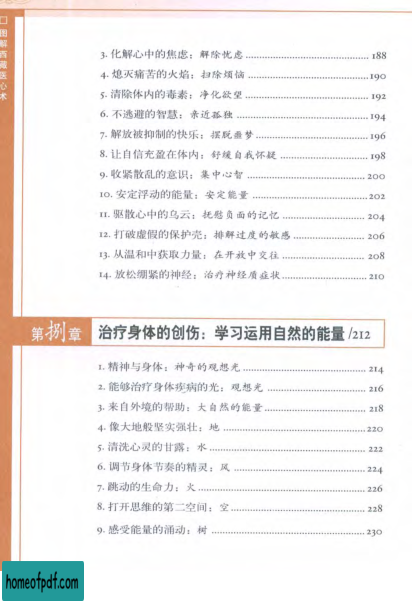 图解西藏医心术
3. 化解心中的焦虑：解除忧虑 188
4. 熄灭痛苦的火焰：扫除烦恼 190
5. 清除体内的毒素：净化欲望 192
6. 不逃避的智慧：亲近孤独 194
7. 解放被抑制的快乐：摆脱噩梦 196
8. 让自信充盈在体内：舒缓自我怀疑 198
9. 收紧散乱的意识：集中心智 200
10. 安定浮动的能量：安定能量 202
11. 驱散心中的乌云：抚慰负面的记忆 204
12. 打破虚假的保护壳：排解过度的敏感 206
13. 从温和中获取力量：在开放中交往 208
14. 放松绷紧的神经：治疗神经质症状 210
第捌章 治疗身体的创伤：学习运用自然的能量 /212
1. 精神与身体：神奇的观想光 214
2. 能够治疗身体疾病的光：观想光 216
3. 来自外境的帮助：大自然的能量 218
4. 像大地般坚实强壮：地 220
5. 清洗心灵的甘露：水 222
6. 调节身体节奏的精灵：风 224
7. 跳动的生命力：火 226
8. 打开思维的第二空间：空 228
9. 感受能量的涌动：树 230
homeofpdf.com